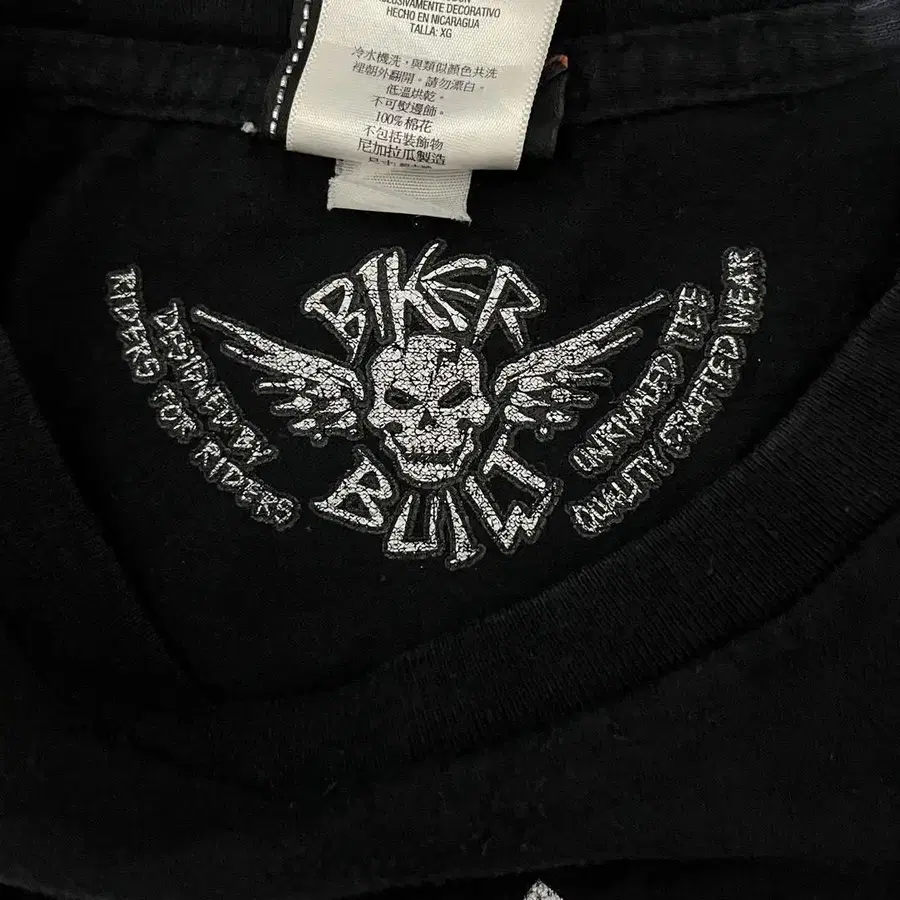 EXCLUSIVAMENTE DECORATIVO
HECHO EN NICARAGUA
TALLA: XG
冷水機洗，與類似顏色共洗
裡朝外翻開。請勿漂白。
低溫烘乾。
不可熨邊飾。
100%棉花
不包括裝飾物
尼加拉瓜製造
BIKER
BUILT
DESIGNED BY
RIDERS FOR RIDERS
UNRIVALED TEE
QUALITY CRAFTED WEAR